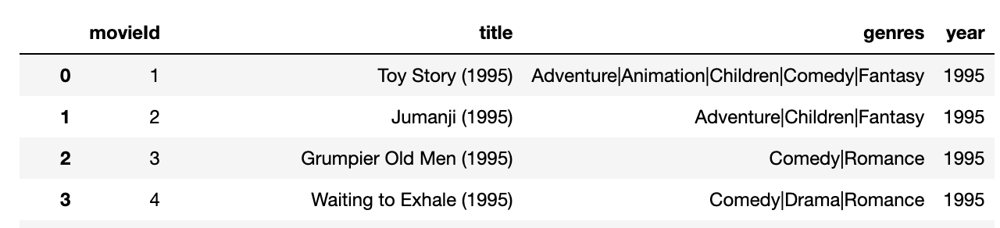 movieId title genres year
0 1 Toy Story (1995) Adventure|Animation|Children|Comedy|Fantasy 1995
1 2 Jumanji (1995) Adventure|Children|Fantasy 1995
2 3 Grumpier Old Men (1995) Comedy|Romance 1995
3 4 Waiting to Exhale (1995) Comedy|Drama|Romance 1995